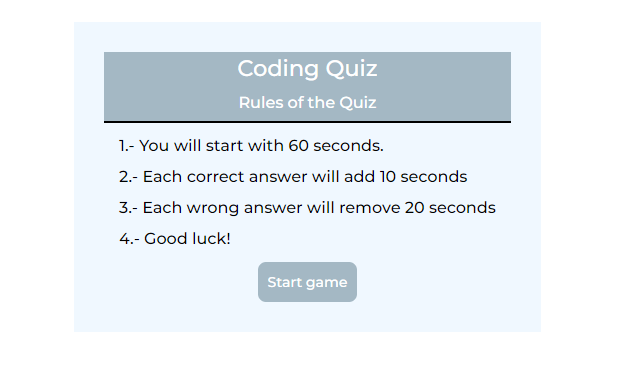 Coding Quiz
Rules of the Quiz
1.- You will start with 60 seconds.
2.- Each correct answer will add 10 seconds
3.- Each wrong answer will remove 20 seconds
4.- Good luck!
Start game